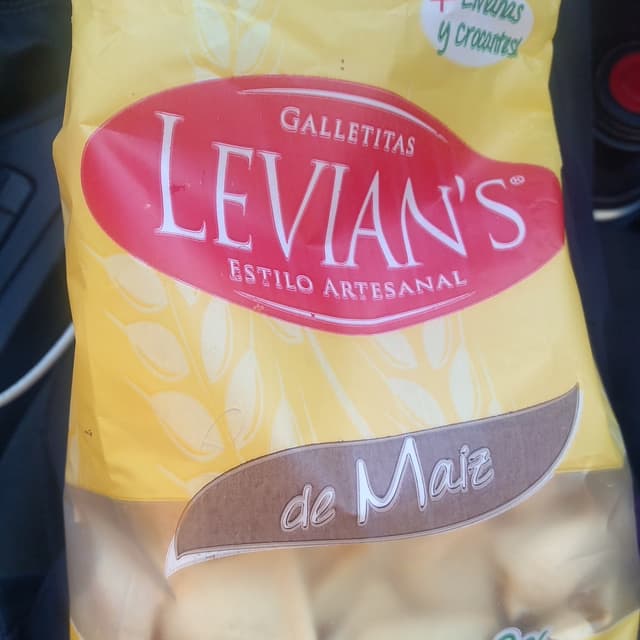 + Livianas
y crocantes!
GALLETITAS
LEVIAN'S®
ESTILO ARTESANAL
de Maiz